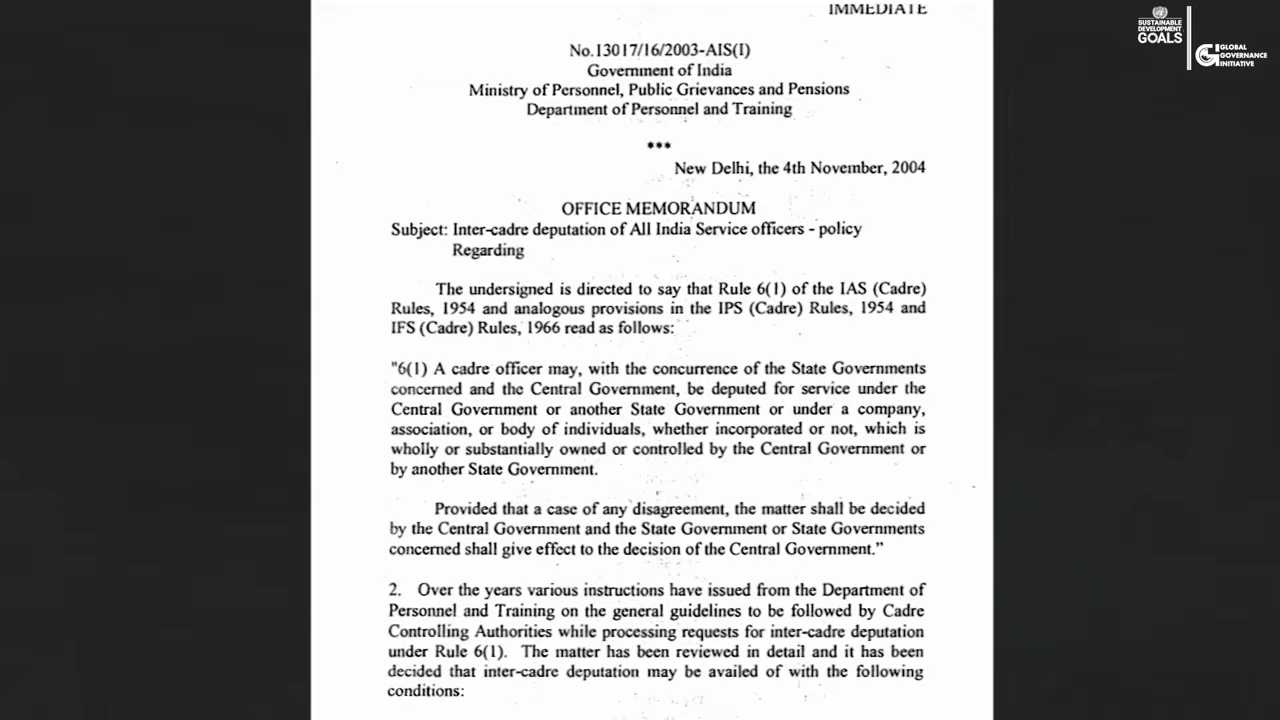 IMMEDIATE
SUSTAINABLE
DEVELOPMENT
GOALS
GLOBAL
GOVERNANCE
INITIATIVE
No.13017/16/2003-AIS(I)
Government of India
Ministry of Personnel, Public Grievances and Pensions
Department of Personnel and Training
***
New Delhi, the 4th November, 2004
OFFICE MEMORANDUM
Subject: Inter-cadre deputation of All India Service officers - policy
Regarding
The undersigned is directed to say that Rule 6(1) of the IAS (Cadre)
Rules, 1954 and analogous provisions in the IPS (Cadre) Rules, 1954 and
IFS (Cadre) Rules, 1966 read as follows:
"6(1) A cadre officer may, with the concurrence of the State Governments
concerned and the Central Government, be deputed for service under the
Central Government or another State Government or under a company,
association, or body of individuals, whether incorporated or not, which is
wholly or substantially owned or controlled by the Central Government or
by another State Government.
Provided that a case of any disagreement, the matter shall be decided
by the Central Government and the State Government or State Governments
concerned shall give effect to the decision of the Central Government."
2. Over the years various instructions have issued from the Department of
Personnel and Training on the general guidelines to be followed by Cadre
Controlling Authorities while processing requests for inter-cadre deputation
under Rule 6(1). The matter has been reviewed in detail and it has been
decided that inter-cadre deputation may be availed of with the following
conditions: